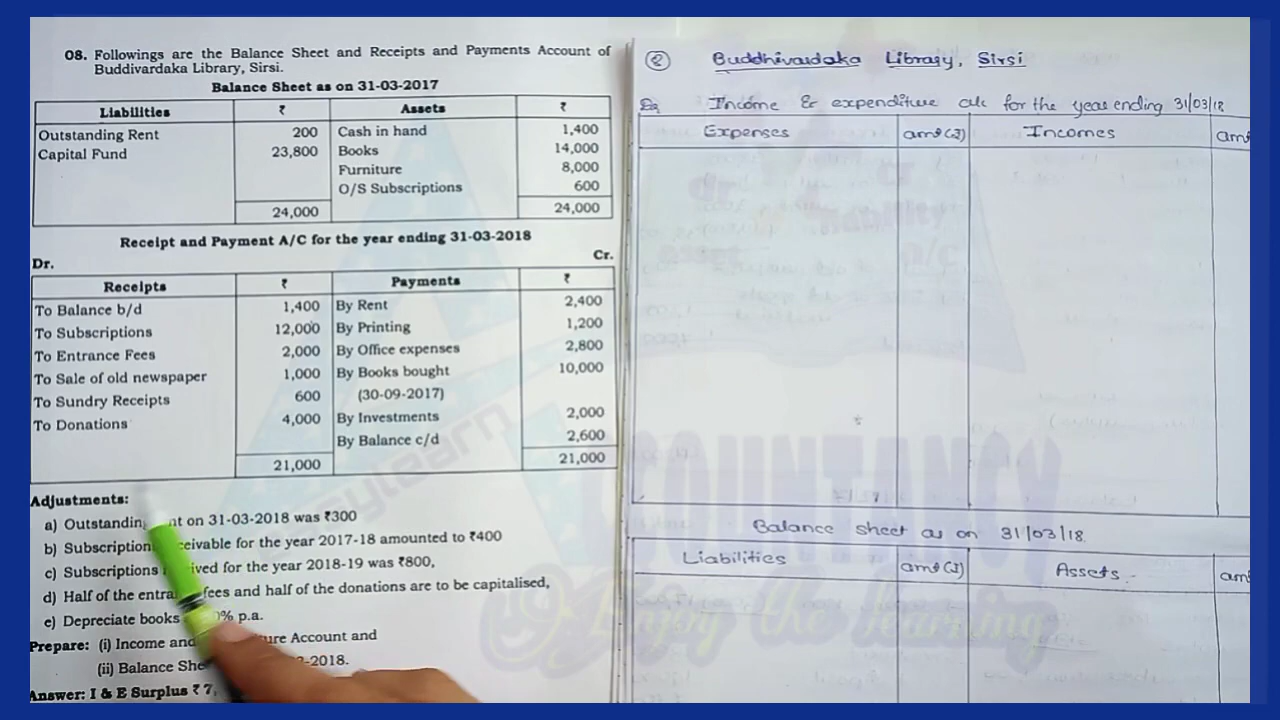 08. Followings are the Balance Sheet and Receipts and Payments Account of
Buddivardaka Library, Sirsi.
Balance Sheet as on 31-03-2017
Liabilities ₹ Assets ₹
Outstanding Rent 200 Cash in hand 1,400
Capital Fund 23,800 Books 14,000
Furniture 8,000
O/S Subscriptions 600
24,000 24,000
Receipt and Payment A/C for the year ending 31-03-2018
Dr. Cr.
Receipts ₹ Payments ₹
To Balance b/d 1,400 By Rent 2,400
To Subscriptions 12,000 By Printing 1,200
To Entrance Fees 2,000 By Office expenses 2,800
To Sale of old newspaper 1,000 By Books bought 10,000
To Sundry Receipts 600 (30-09-2017)
To Donations 4,000 By Investments 2,000
By Balance c/d 2,600
21,000 21,000
Adjustments:
a) Outstanding on 31-03-2018 was ₹300
b) Subscription for the year 2017-18 amounted to ₹400
c) Subscriptions for the year 2018-19 was ₹800,
d) Half of the fees and half of the donations are to be capitalised,
e) Depreciate books p.a.
Prepare: (i) Income and Account and
(ii) Balance 2018.
Answer: I & E Surplus ₹ 7,
② Buddhivardaka Library, Sirsi
Dr Income & expenditure a/c for the year ending 31/03/18
Expenses amt(₹) Incomes amt
Balance sheet as on 31/03/18
Liabilities amt(₹) Assets amt
COUNTANCY
Enjoy the learning